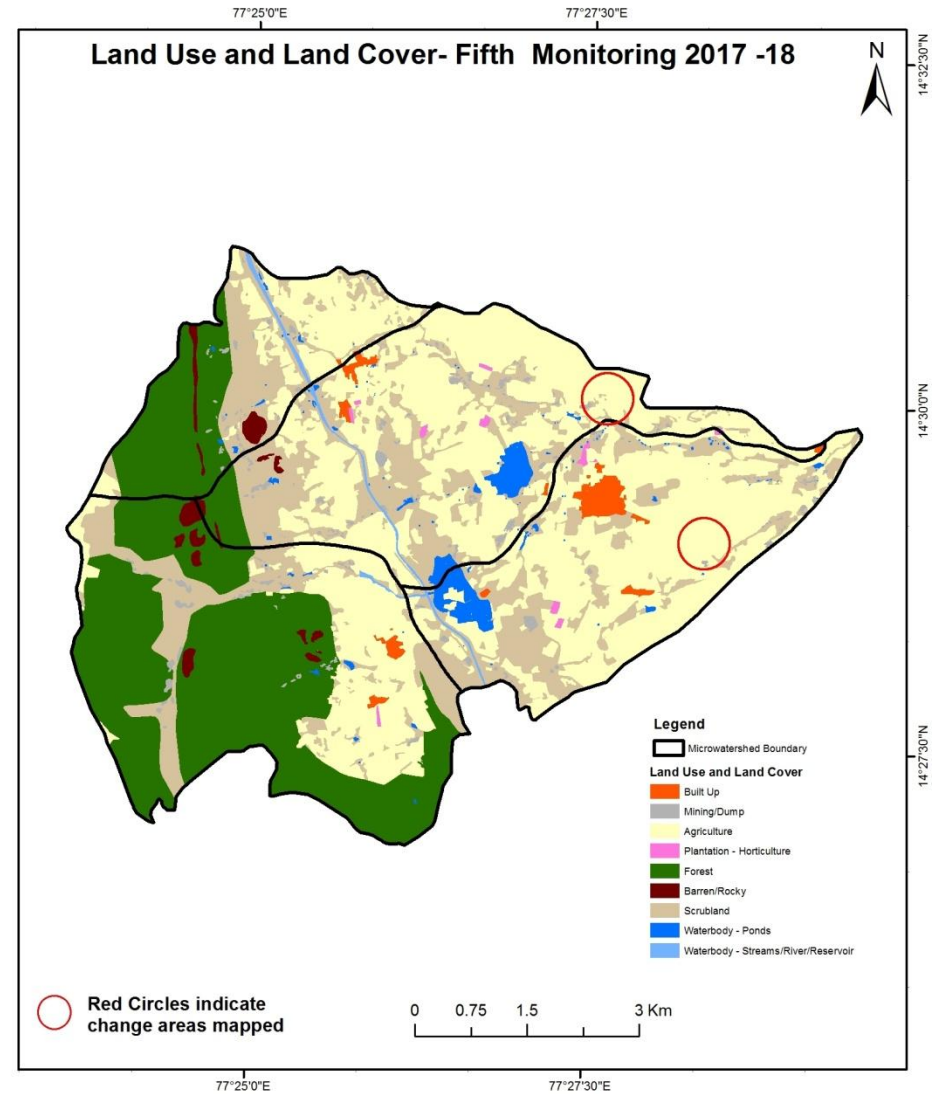 77°25'0"E
77°27'30"E
Land Use and Land Cover- Fifth Monitoring 2017 -18
N
14°32'30"N
14°30'0"N
14°27'30"N
Legend
Microwatershed Boundary
Land Use and Land Cover
Built Up
Mining/Dump
Agriculture
Plantation - Horticulture
Forest
Barren/Rocky
Scrubland
Waterbody - Ponds
Waterbody - Streams/River/Reservoir
Red Circles indicate
change areas mapped
0 0.75 1.5 3 Km
77°25'0"E
77°27'30"E